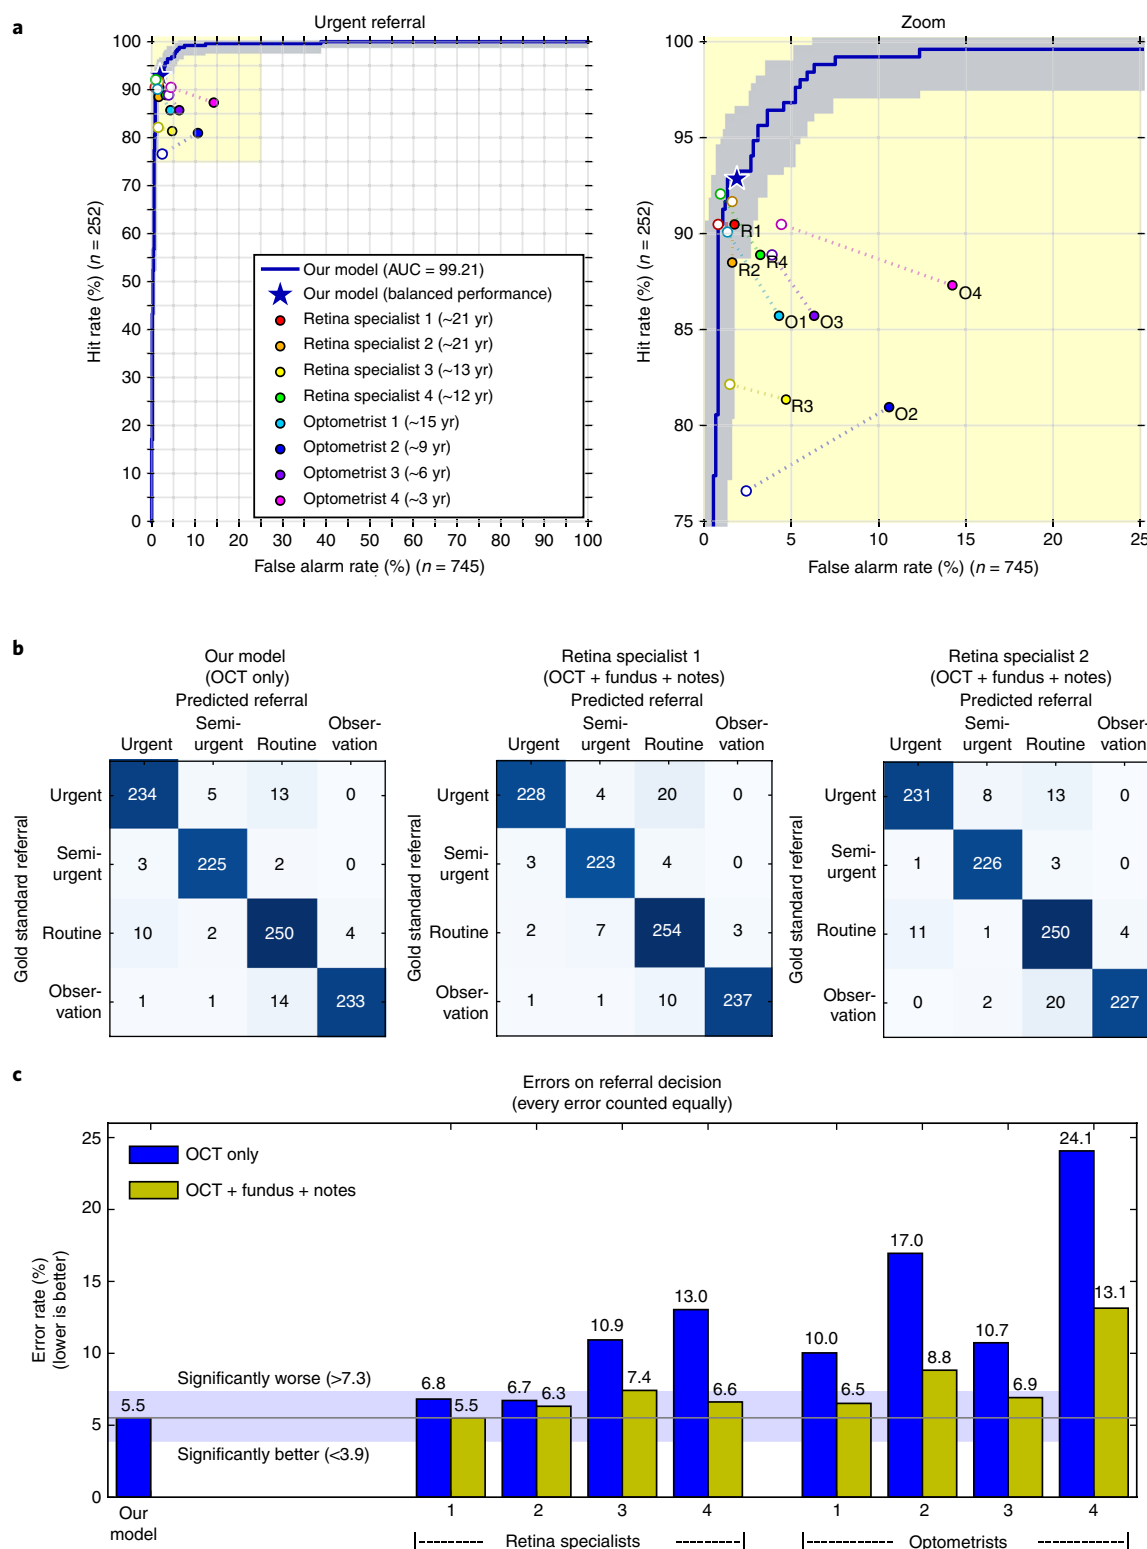 a
Urgent referral
Zoom
100
90
80
70
60
50
40
30
20
10
0
Hit rate (%) (n = 252)
0 10 20 30 40 50 60 70 80 90 100
False alarm rate (%) (n = 745)
Our model (AUC = 99.21)
Our model (balanced performance)
Retina specialist 1 (~21 yr)
Retina specialist 2 (~21 yr)
Retina specialist 3 (~13 yr)
Retina specialist 4 (~12 yr)
Optometrist 1 (~15 yr)
Optometrist 2 (~9 yr)
Optometrist 3 (~6 yr)
Optometrist 4 (~3 yr)
100
95
90
85
80
75
Hit rate (%) (n = 252)
R1
R2
R4
O4
O1
O3
R3
O2
0 5 10 15 20 25
False alarm rate (%) (n = 745)
b
Our model
(OCT only)
Predicted referral
Urgent Semi-urgent Routine Obser-vation
Gold standard referral
Urgent 234 5 13 0
Semi-urgent 3 225 2 0
Routine 10 2 250 4
Obser-vation 1 1 14 233
Retina specialist 1
(OCT + fundus + notes)
Predicted referral
Urgent Semi-urgent Routine Obser-vation
Gold standard referral
228 4 20 0
3 223 4 0
2 7 254 3
1 1 10 237
Urgent
Semi-urgent
Routine
Obser-vation
Retina specialist 2
(OCT + fundus + notes)
Predicted referral
Urgent Semi-urgent Routine Obser-vation
Gold standard referral
231 8 13 0
1 226 3 0
11 1 250 4
0 2 20 227
Urgent
Semi-urgent
Routine
Obser-vation
c
Errors on referral decision
(every error counted equally)
OCT only
OCT + fundus + notes
Error rate (%)
(lower is better)
25
20
15
10
5
0
Significantly worse (>7.3)
Significantly better (<3.9)
5.5
6.8 5.5
6.7 6.3
10.9 7.4
13.0 6.6
10.0 6.5
17.0 8.8
10.7 6.9
24.1 13.1
Our
model
1 2 3 4
Retina specialists
1 2 3 4
Optometrists